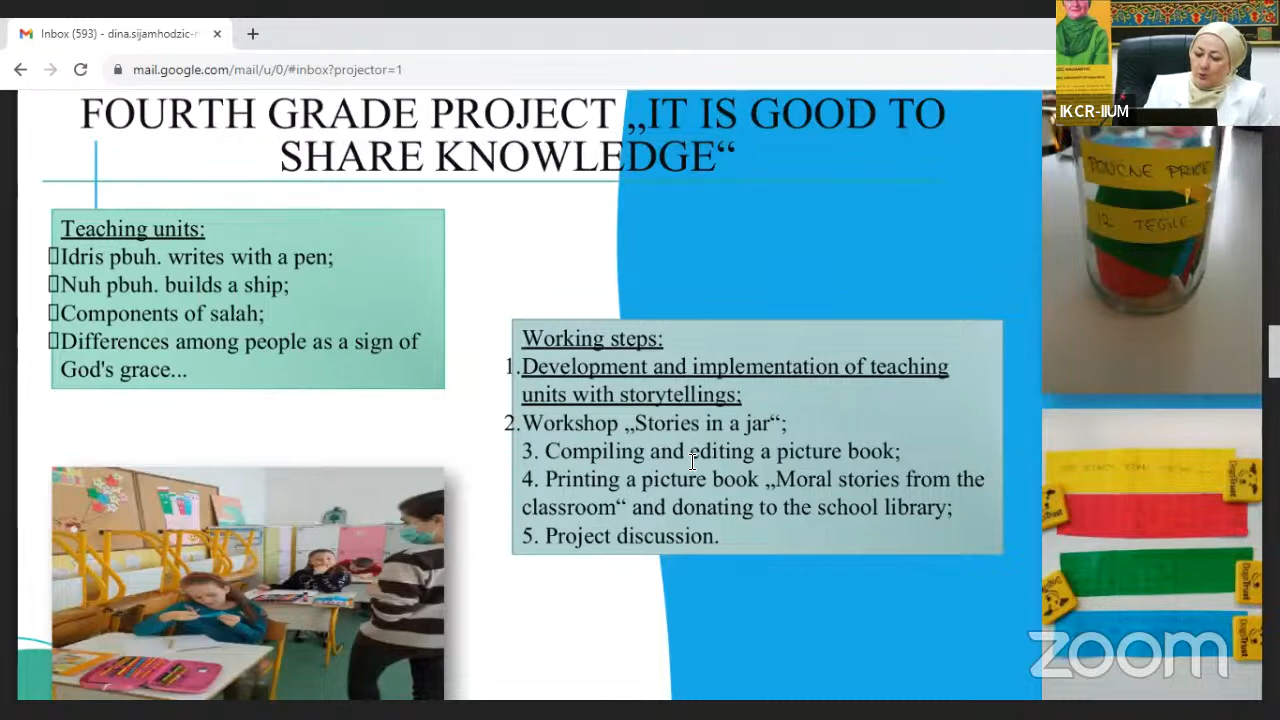 Inbox (593) - dina.sijamhodzic-
mail.google.com/mail/u/0/#inbox?projector=1
IKCR-IIUM
FOURTH GRADE PROJECT „IT IS GOOD TO
SHARE KNOWLEDGE“
Teaching units:
Idris pbuh. writes with a pen;
Nuh pbuh. builds a ship;
Components of salah;
Differences among people as a sign of
God's grace...
Working steps:
1.Development and implementation of teaching
units with storytellings;
2.Workshop „Stories in a jar“;
3. Compiling and editing a picture book;
4. Printing a picture book „Moral stories from the
classroom“ and donating to the school library;
5. Project discussion.
POUČNE PRIČE
IZ TEGLE
zoom